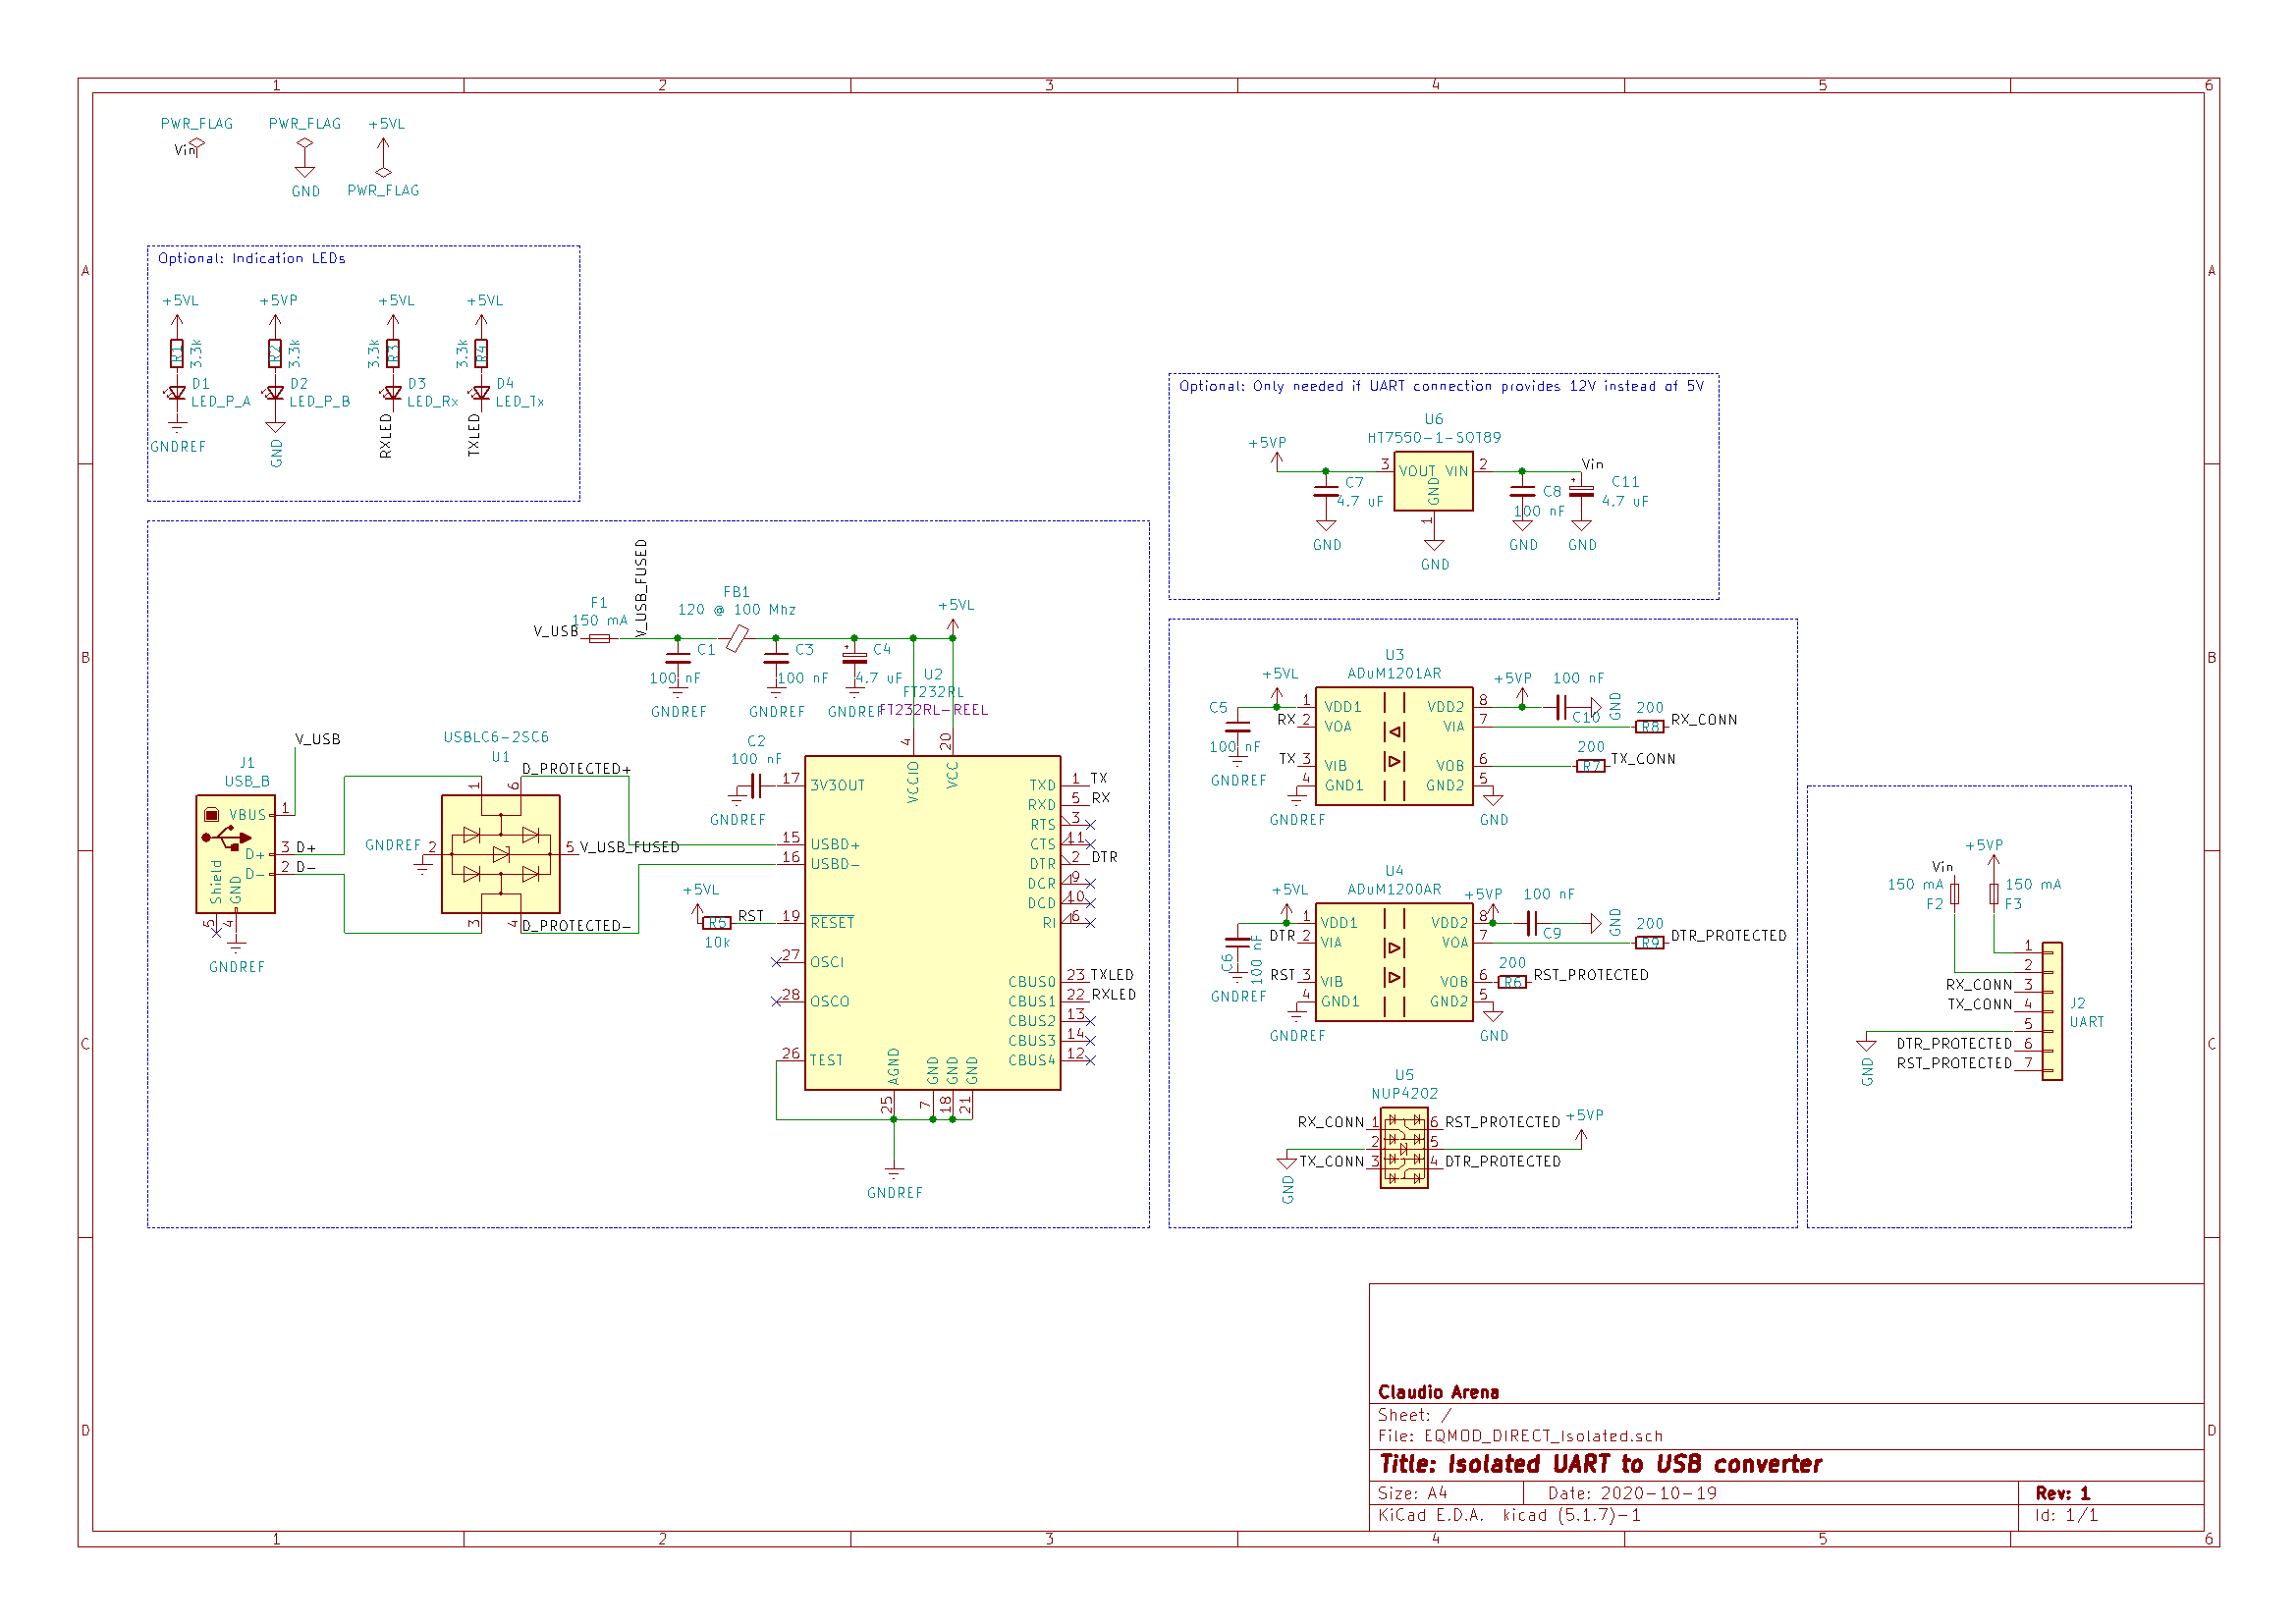 1 2 3 4 5 6
A
B
C
D
PWR_FLAG
Vin
PWR_FLAG
GND
+5VL
PWR_FLAG
Optional: Indication LEDs
+5VL
R1
3.3k
D1
LED_P_A
GNDREF
+5VP
R2
3.3k
D2
LED_P_B
GND
+5VL
R3
3.3k
D3
LED_Rx
RXLED
+5VL
R4
3.3k
D4
LED_Tx
TXLED
Optional: Only needed if UART connection provides 12V instead of 5V
U6
HT7550-1-SOT89
+5VP
3 VOUT VIN 2
GND
1
GND
C7
4.7 uF
GND
Vin
C8
100 nF
GND
C11
4.7 uF
GND
V_USB
F1
150 mA
V_USB_FUSED
FB1
120 @ 100 Mhz
+5VL
C1
100 nF
GNDREF
C3
100 nF
GNDREF
C4
4.7 uF
GNDREF
U2
FT232RL
FT232RL-REEL
C2
100 nF
GNDREF
V_USB
J1
USB_B
VBUS 1
D+ 3 D+
D- 2 D-
Shield
GND
5 4
GNDREF
USBLC6-2SC6
U1
1 6
D_PROTECTED+
GNDREF 2
5 V_USB_FUSED
3 4
D_PROTECTED-
+5VL
R5
10k
RST
4 VCCIO
20 VCC
17 3V3OUT
15 USBD+
16 USBD-
19 RESET
27 OSCI
28 OSCO
26 TEST
TXD 1 TX
RXD 5 RX
RTS 3
CTS 11
DTR 2 DTR
DCR 9
DCD 10
RI 6
CBUS0 23 TXLED
CBUS1 22 RXLED
CBUS2 13
CBUS3 14
CBUS4 12
AGND GND GND GND
25 7 18 21
GNDREF
U3
ADuM1201AR
+5VL
C5
100 nF
GNDREF
1 VDD1
RX 2 VOA
TX 3 VIB
4 GND1
GNDREF
VDD2 8
VIA 7
VOB 6
GND2 5
GND
+5VP
100 nF
C10
GND
200
R8
RX_CONN
200
R7
TX_CONN
U4
ADuM1200AR
+5VL
C6
100 nF
GNDREF
1 VDD1
DTR 2 VIA
RST 3 VIB
4 GND1
GNDREF
VDD2 8
VOA 7
VOB 6
GND2 5
GND
+5VP
100 nF
C9
GND
200
R9
DTR_PROTECTED
200
R6
RST_PROTECTED
U5
NUP4202
RX_CONN 1
2
TX_CONN 3
GND
6 RST_PROTECTED
5
4 DTR_PROTECTED
+5VP
+5VP
Vin
150 mA
F2
150 mA
F3
1
2
RX_CONN 3
TX_CONN 4
5
DTR_PROTECTED 6
RST_PROTECTED 7
GND
J2
UART
A
B
C
D
Claudio Arena
Sheet: /
File: EQMOD_DIRECT_Isolated.sch
Title: Isolated UART to USB converter
Size: A4 Date: 2020-10-19 Rev: 1
KiCad E.D.A. kicad (5.1.7)-1 Id: 1/1
1 2 3 4 5 6